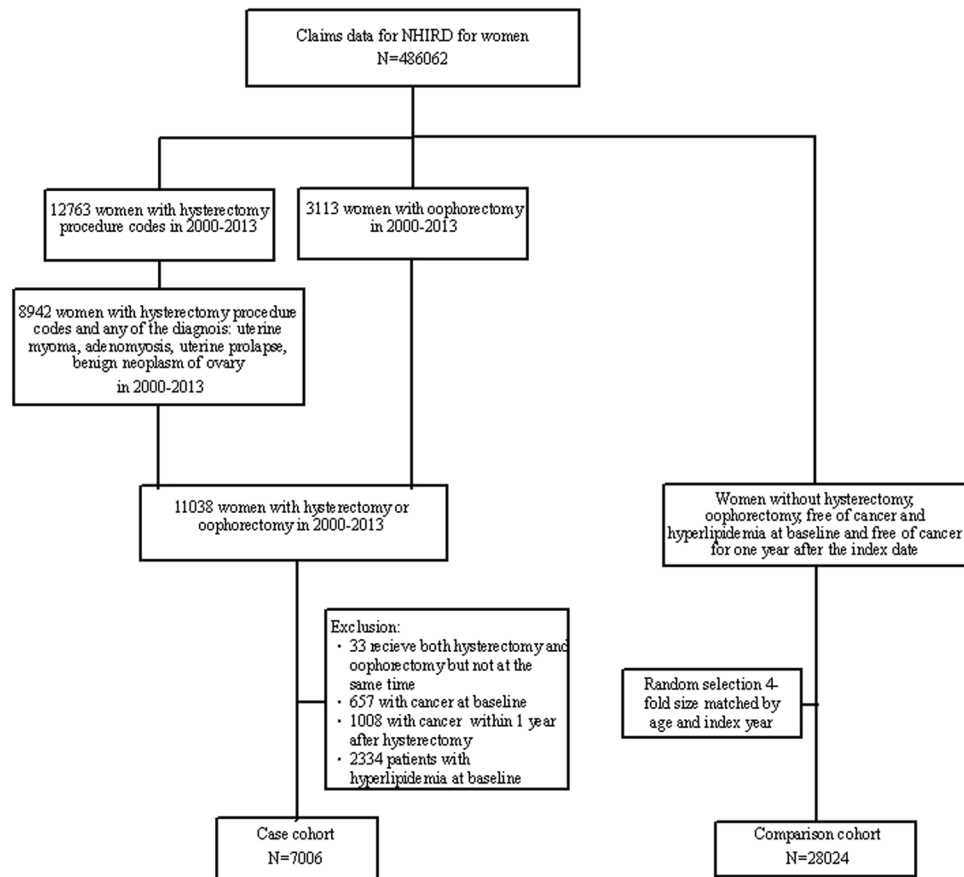 Claims data for NHIRD for women
N=486062
12763 women with hysterectomy
procedure codes in 2000-2013
3113 women with oophorectomy
in 2000-2013
8942 women with hysterectomy procedure
codes and any of the diagnois: uterine
myoma, adenomyosis, uterine prolapse,
benign neoplasm of ovary
in 2000-2013
11038 women with hysterectomy or
oophorectomy in 2000-2013
Women without hysterectomy,
oophorectomy, free of cancer and
hyperlipidemia at baseline and free of cancer
for one year after the index date
Exclusion:
· 33 recieve both hysterectomy and
oophorectomy but not at the
same time
· 657 with cancer at baseline
· 1008 with cancer within 1 year
after hysterectomy
· 2334 patients with
hyperlipidemia at baseline
Random selection 4-
fold size matched by
age and index year
Case cohort
N=7006
Comparison cohort
N=28024